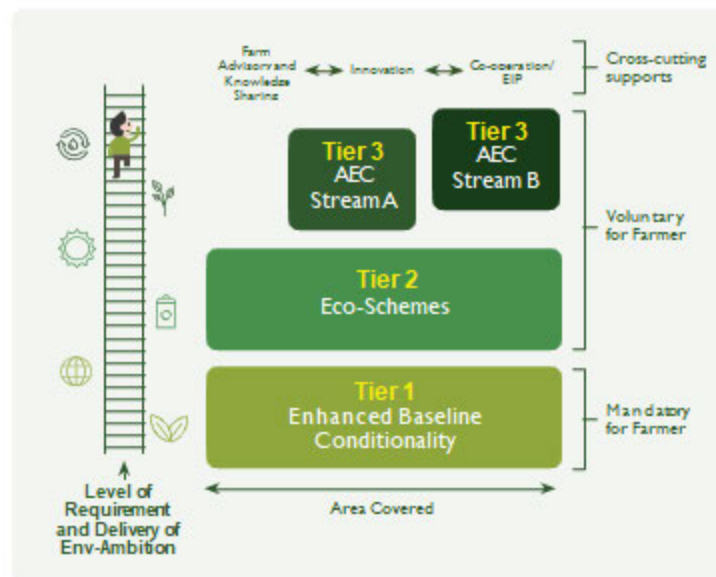 Farm
Advisory and
Knowledge
Sharing
Innovation
Co-operation/
EIP
Cross-cutting
supports
Tier 3
AEC
Stream A
Tier 3
AEC
Stream B
Voluntary
for Farmer
Tier 2
Eco-Schemes
Tier 1
Enhanced Baseline
Conditionality
Mandatory
for Farmer
Level of
Requirement
and Delivery of
Env-Ambition
Area Covered